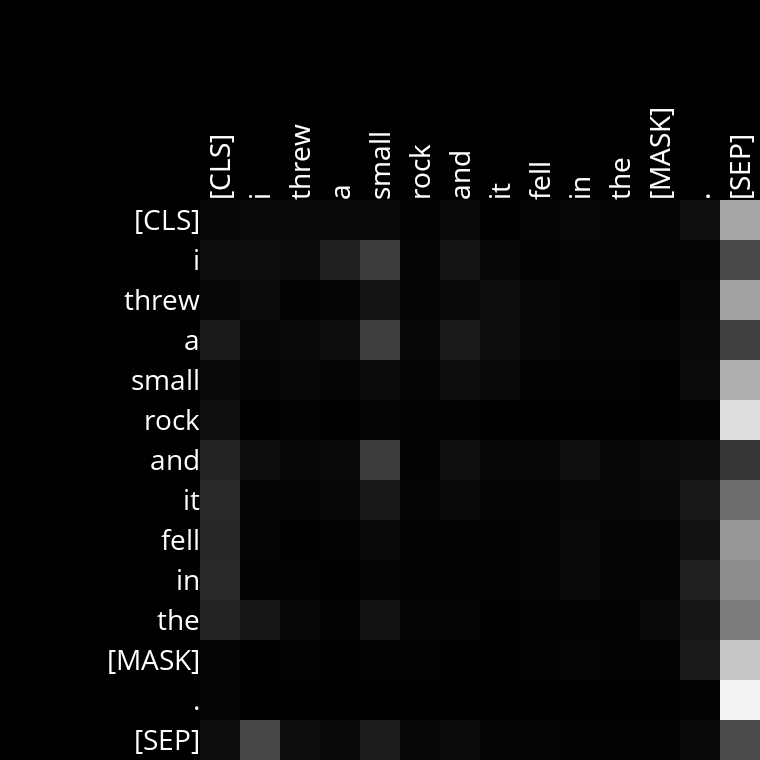 [CLS] i threw a small rock and it fell in the [MASK] . [SEP]
[CLS]
i
threw
a
small
rock
and
it
fell
in
the
[MASK]
.
[SEP]